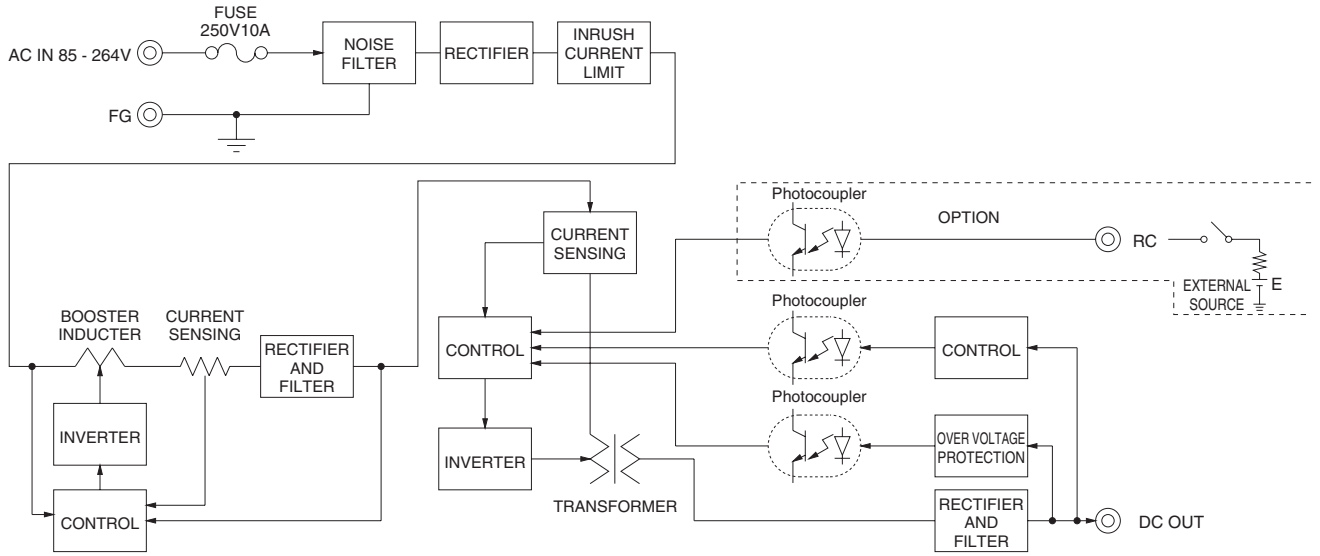 FUSE
250V10A
AC IN 85 - 264V
NOISE
FILTER
RECTIFIER
INRUSH
CURRENT
LIMIT
FG
Photocoupler
OPTION
RC
EXTERNAL
SOURCE
E
CURRENT
SENSING
BOOSTER
INDUCTER
CURRENT
SENSING
RECTIFIER
AND
FILTER
CONTROL
Photocoupler
CONTROL
Photocoupler
INVERTER
INVERTER
OVER VOLTAGE
PROTECTION
TRANSFORMER
CONTROL
RECTIFIER
AND
FILTER
DC OUT